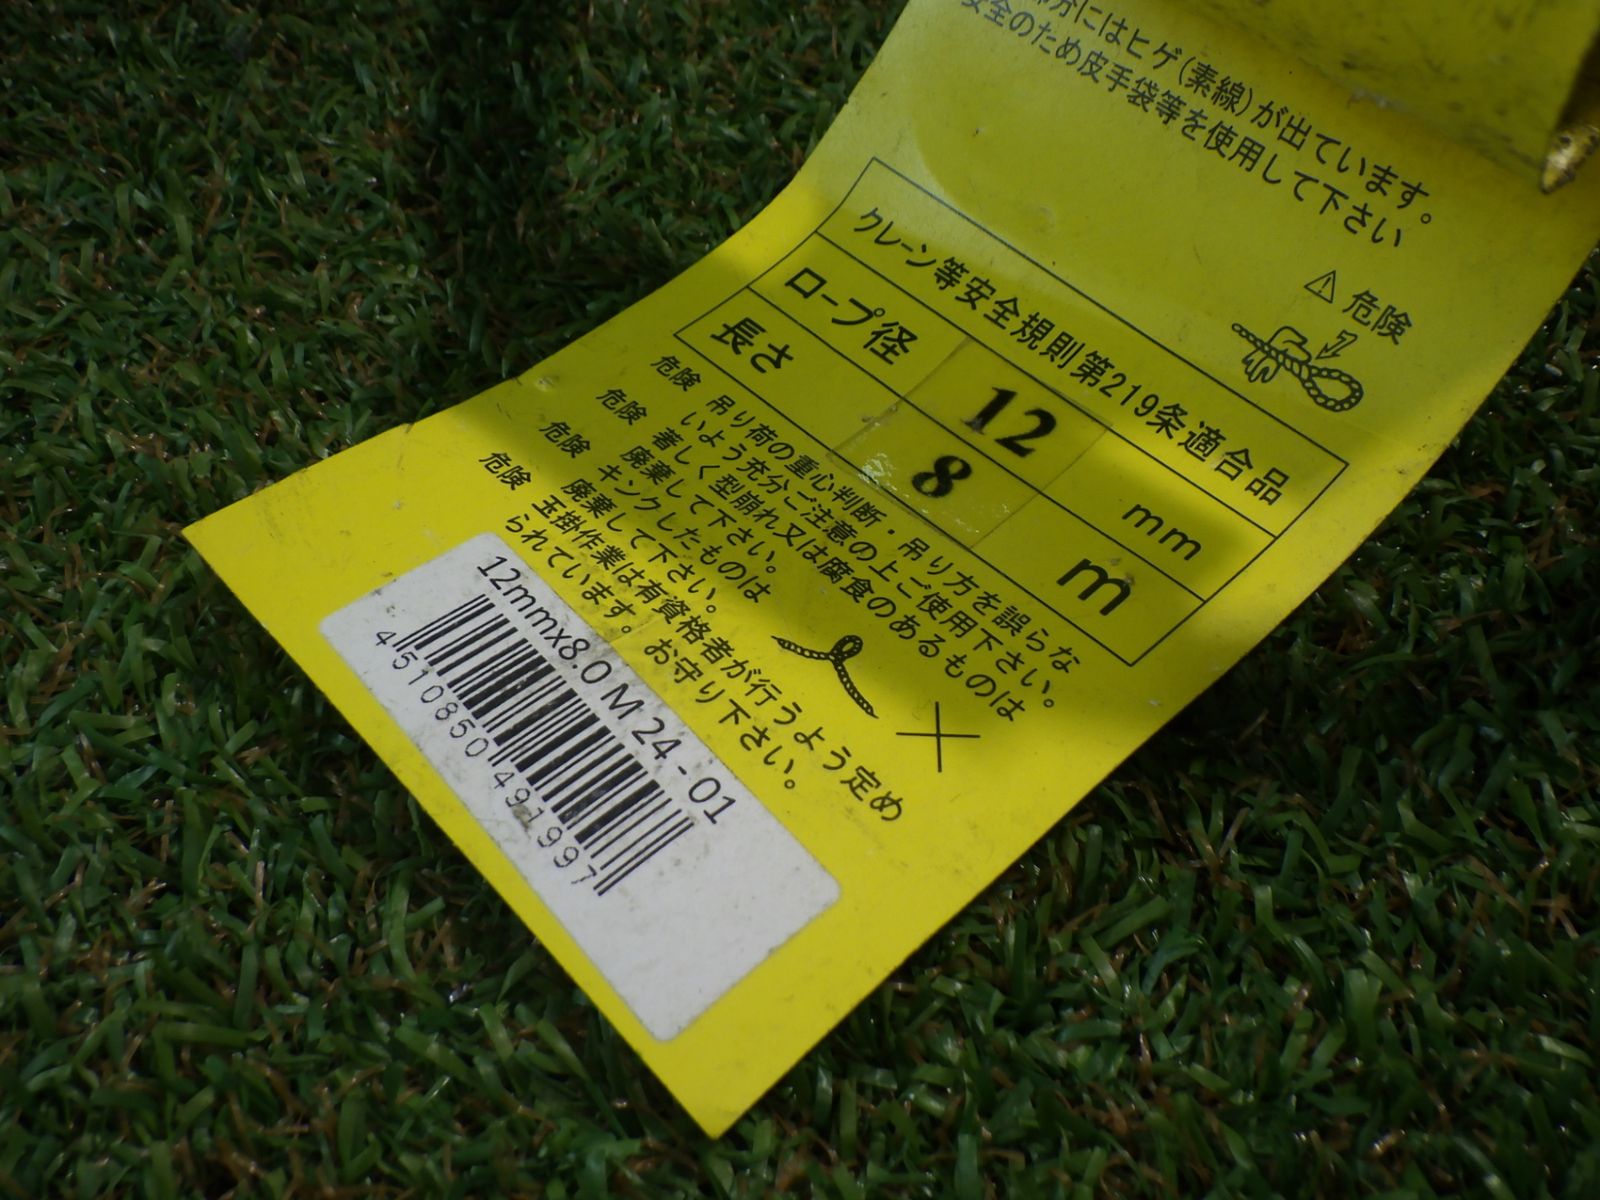 部分にはヒゲ(素線)が出ています。
安全のため皮手袋等を使用して下さい
危険
クレーン等安全規則第219条適合品
ロープ径 12 mm
長さ 8 m
危険 吊り荷の重心判断・吊り方を誤らな
いよう充分ご注意の上ご使用下さい。
危険 著しく型崩れ又は腐食のあるものは
廃棄して下さい。
危険 キンクしたものは
廃棄して下さい。
危険 玉掛作業は有資格者が行うよう定め
られています。お守り下さい。
12mmx8.0 M 24-01
4510850491997